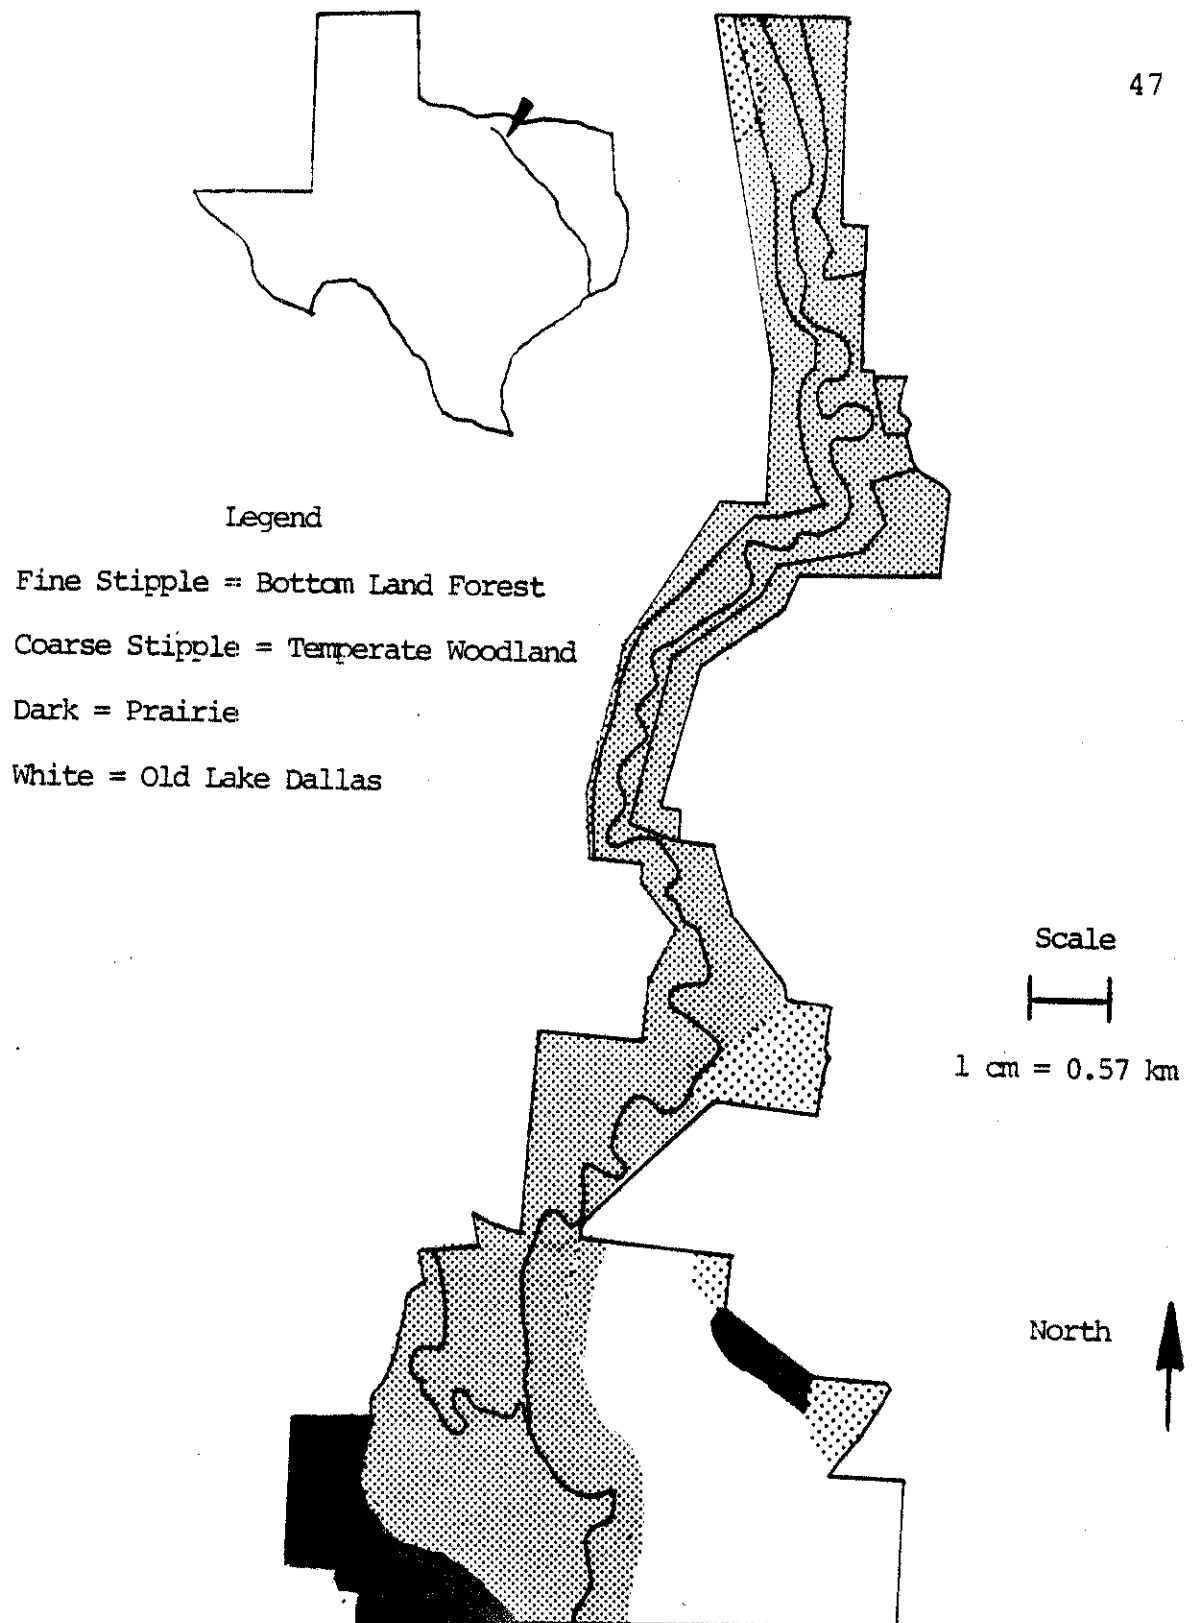 47
Legend
Fine Stipple = Bottom Land Forest
Coarse Stipple = Temperate Woodland
Dark = Prairie
White = Old Lake Dallas
Scale
1 cm = 0.57 km
North